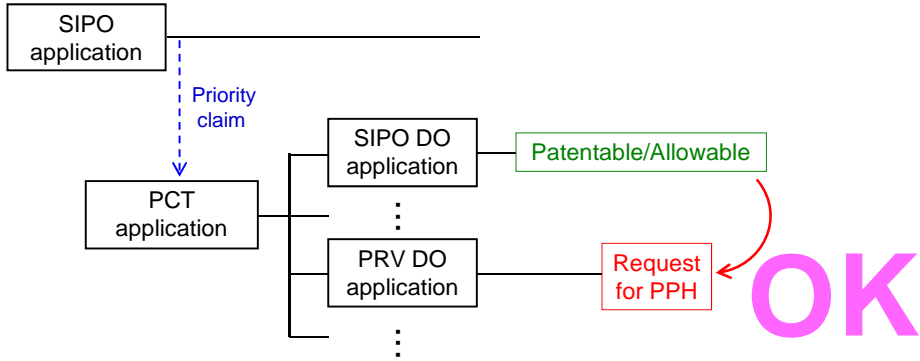 SIPO
application
Priority
claim
SIPO DO
application
Patentable/Allowable
PCT
application
⋮
PRV DO
application
Request
for PPH
OK
⋮